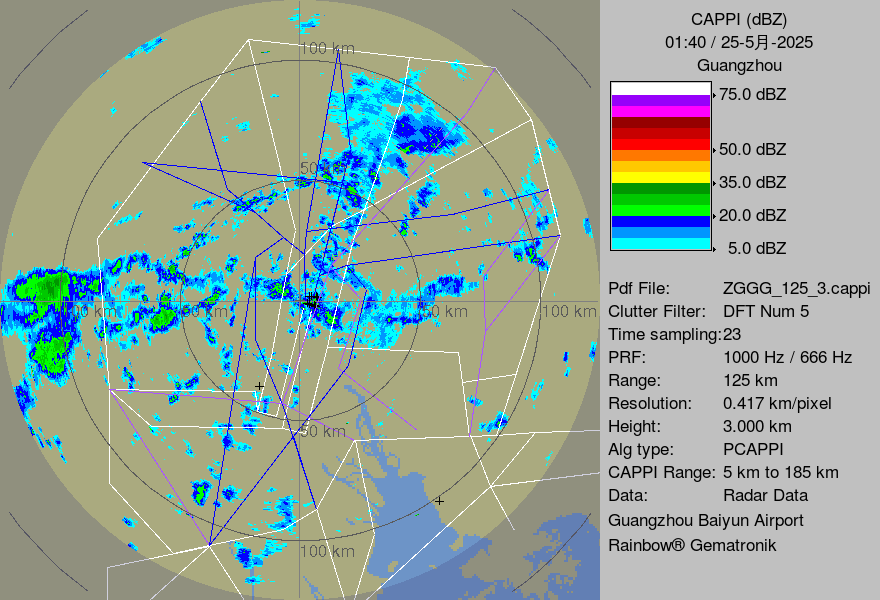 CAPPI (dBZ)
01:40 / 25-5月-2025
Guangzhou
75.0 dBZ
50.0 dBZ
35.0 dBZ
20.0 dBZ
5.0 dBZ
Pdf File: ZGGG_125_3.cappi
Clutter Filter: DFT Num 5
Time sampling:23
PRF: 1000 Hz / 666 Hz
Range: 125 km
Resolution: 0.417 km/pixel
Height: 3.000 km
Alg type: PCAPPI
CAPPI Range: 5 km to 185 km
Data: Radar Data
Guangzhou Baiyun Airport
Rainbow® Gematronik
100 km
50 km
100 km
50 km
100 km
50 km
100 km